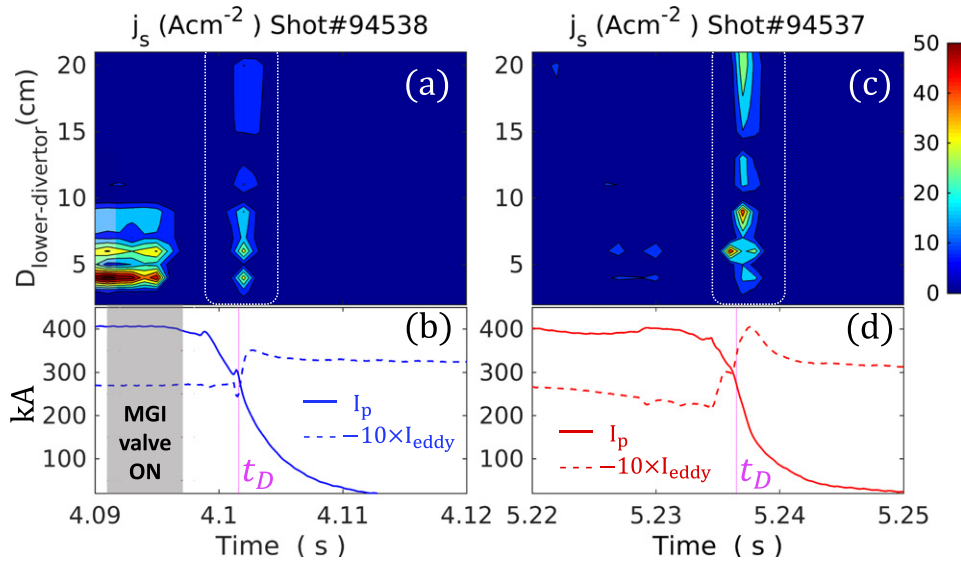 j_s (Acm^-2) Shot#94538
j_s (Acm^-2) Shot#94537
D_lower-divertor(cm)
20
15
10
5
(a)
20
15
10
5
(c)
50
40
30
20
10
0
kA
400
300
200
100
(b)
MGI
valve
ON
I_p
−10×I_eddy
t_D
4.09
4.1
4.11
4.12
Time ( s )
400
300
200
100
(d)
I_p
−10×I_eddy
t_D
5.22
5.23
5.24
5.25
Time ( s )